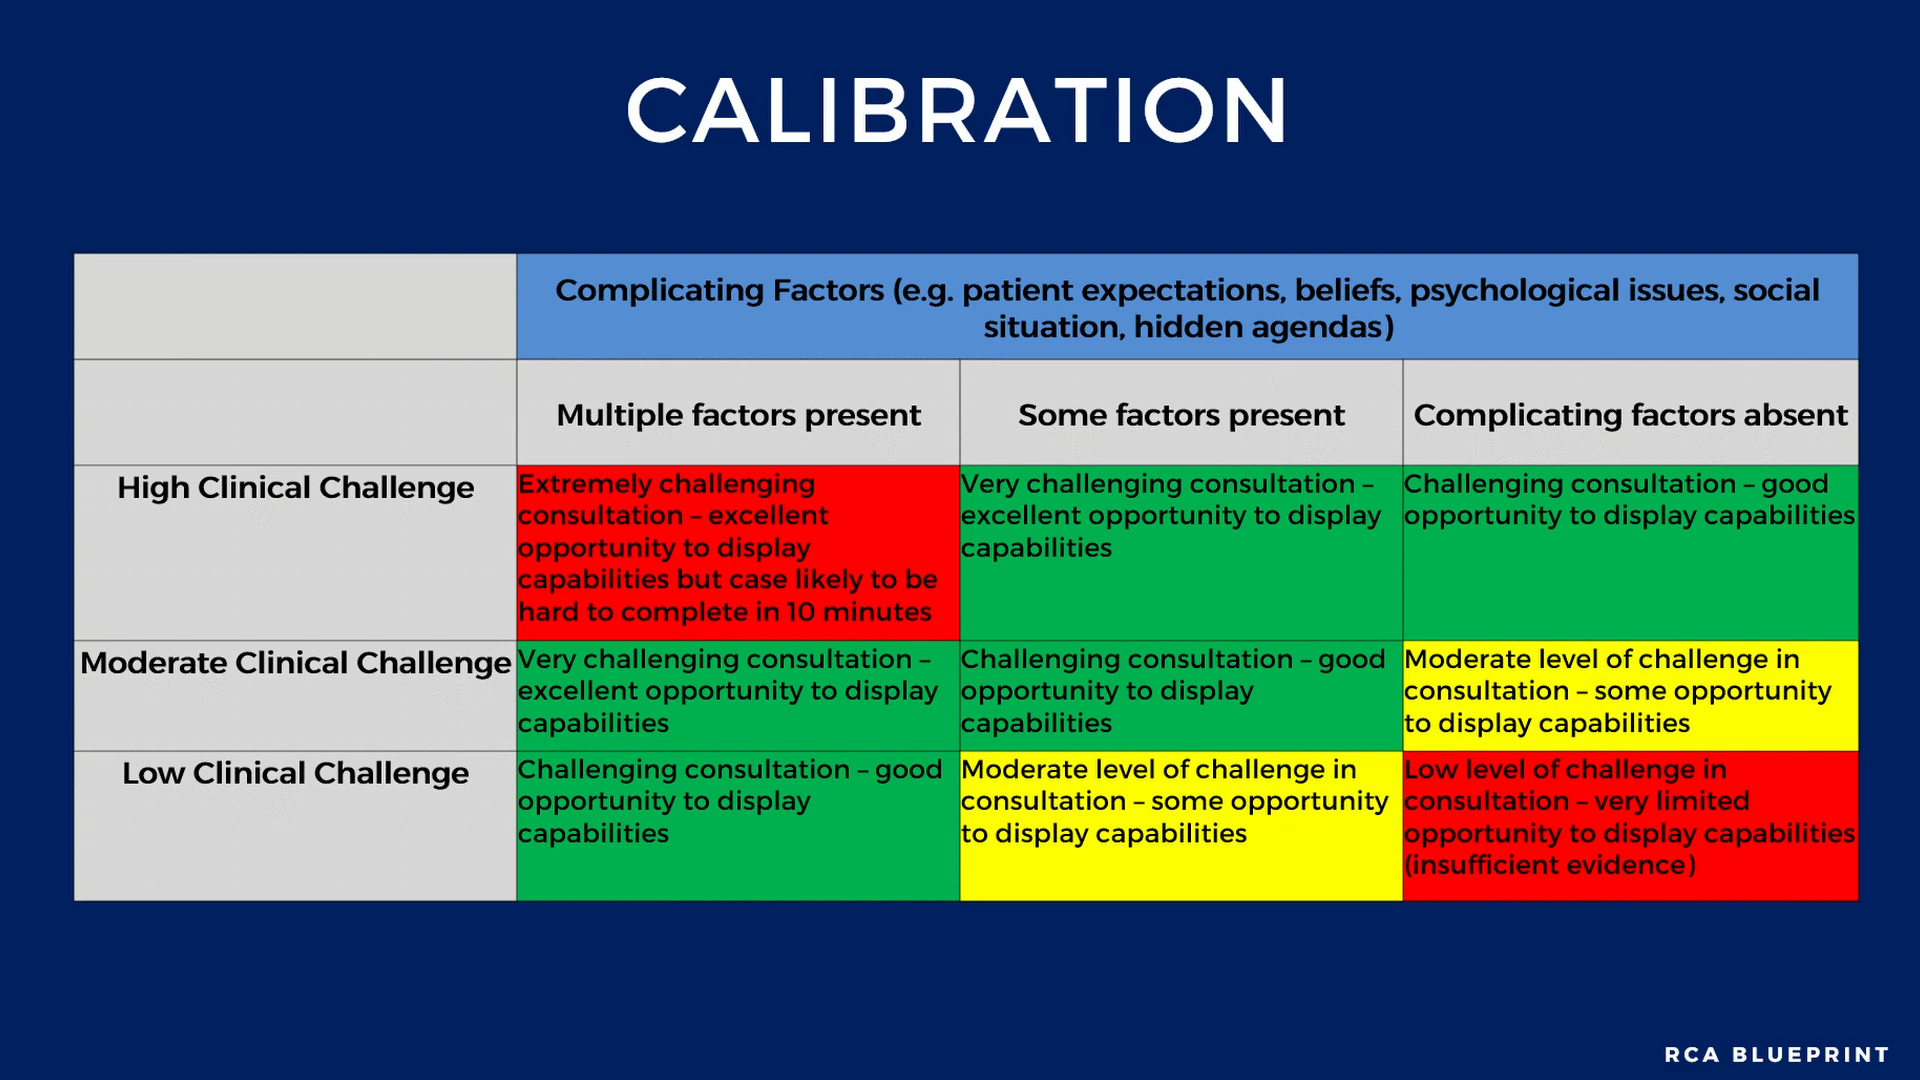 CALIBRATION
Complicating Factors (e.g. patient expectations, beliefs, psychological issues, social
situation, hidden agendas)
Multiple factors present
Some factors present
Complicating factors absent
High Clinical Challenge
Extremely challenging
consultation – excellent
opportunity to display
capabilities but case likely to be
hard to complete in 10 minutes
Very challenging consultation –
excellent opportunity to display
capabilities
Challenging consultation – good
opportunity to display capabilities
Moderate Clinical Challenge
Very challenging consultation –
excellent opportunity to display
capabilities
Challenging consultation – good
opportunity to display
capabilities
Moderate level of challenge in
consultation – some opportunity
to display capabilities
Low Clinical Challenge
Challenging consultation – good
opportunity to display
capabilities
Moderate level of challenge in
consultation – some opportunity
to display capabilities
Low level of challenge in
consultation – very limited
opportunity to display capabilities
(insufficient evidence)
RCA BLUEPRINT